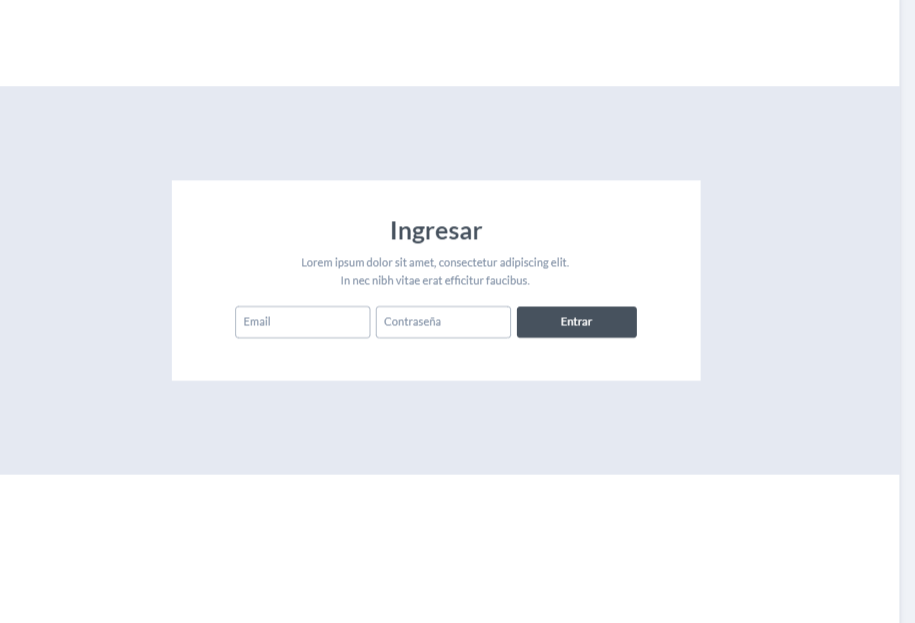 Ingresar
Lorem ipsum dolor sit amet, consectetur adipiscing elit.
In nec nibh vitae erat efficitur faucibus.
Email Contraseña Entrar